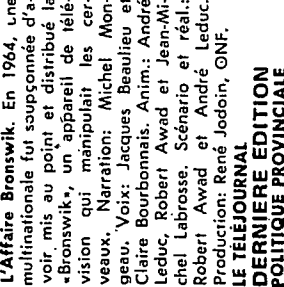 L'Affaire Bronswik. En 1964, une
multinationale fut soupçonnée d'a-
voir mis au point et distribué la
«Bronswik», un appareil de télé-
vision qui manipulait les cer-
veaux. Narration: Michel Mon-
geau. Voix: Jacques Beaulieu et
Claire Bourbonnais. Anim.: André
Leduc, Robert Awad et Jean-Mi-
chel Labrosse. Scénario et réal.:
Robert Awad et André Leduc.
Production: René Jodoin, ONF.
LE TÉLÉJOURNAL
DERNIERE EDITION
POLITIQUE PROVINCIALE